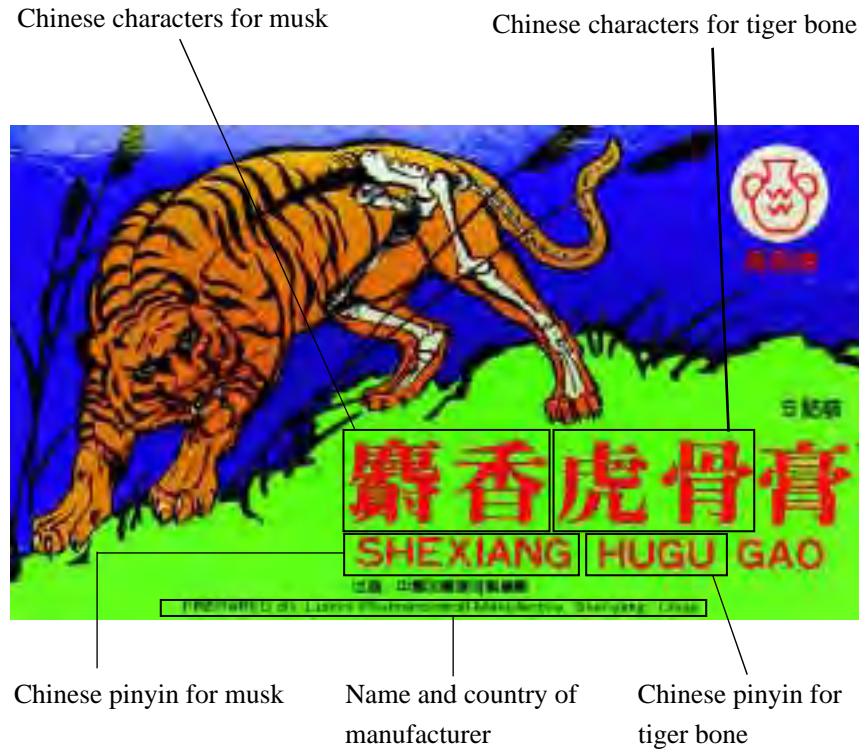 Chinese characters for musk
Chinese characters for tiger bone
麝香虎骨膏
SHEXIANG HUGU GAO
PREPARED
Chinese pinyin for musk
Name and country of
manufacturer
Chinese pinyin for
tiger bone